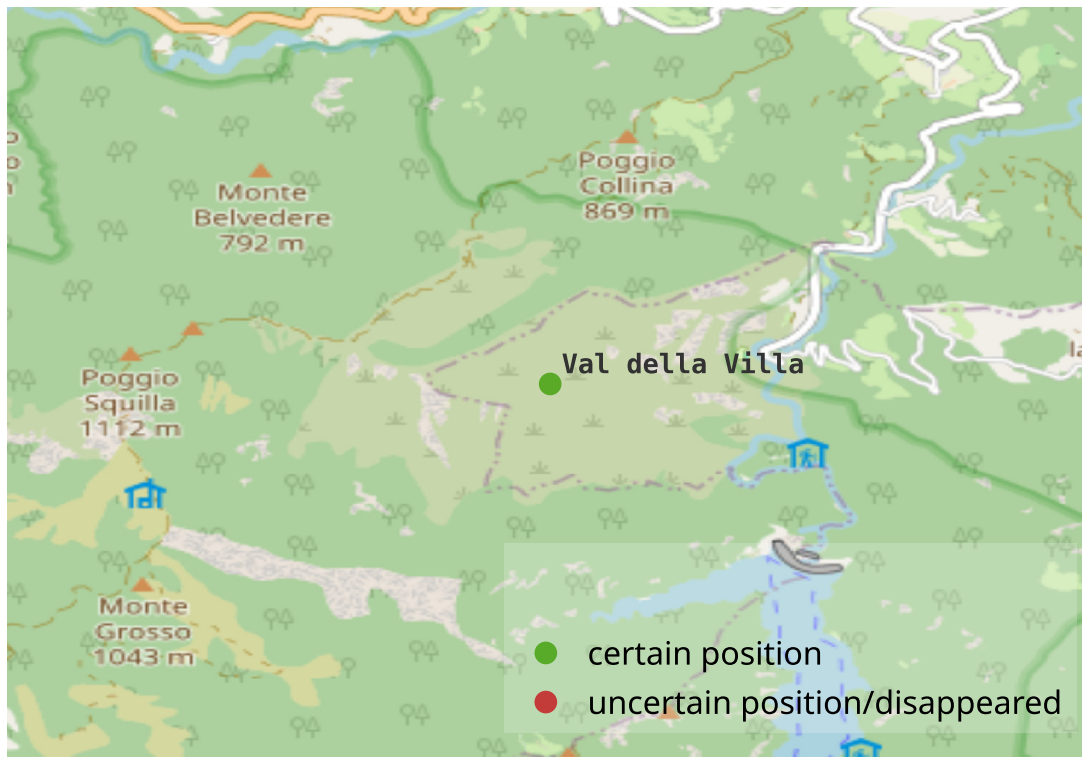 Poggio
Collina
869 m
Monte
Belvedere
792 m
Val della Villa
Poggio
Squilla
1112 m
Monte
Grosso
1043 m
certain position
uncertain position/disappeared